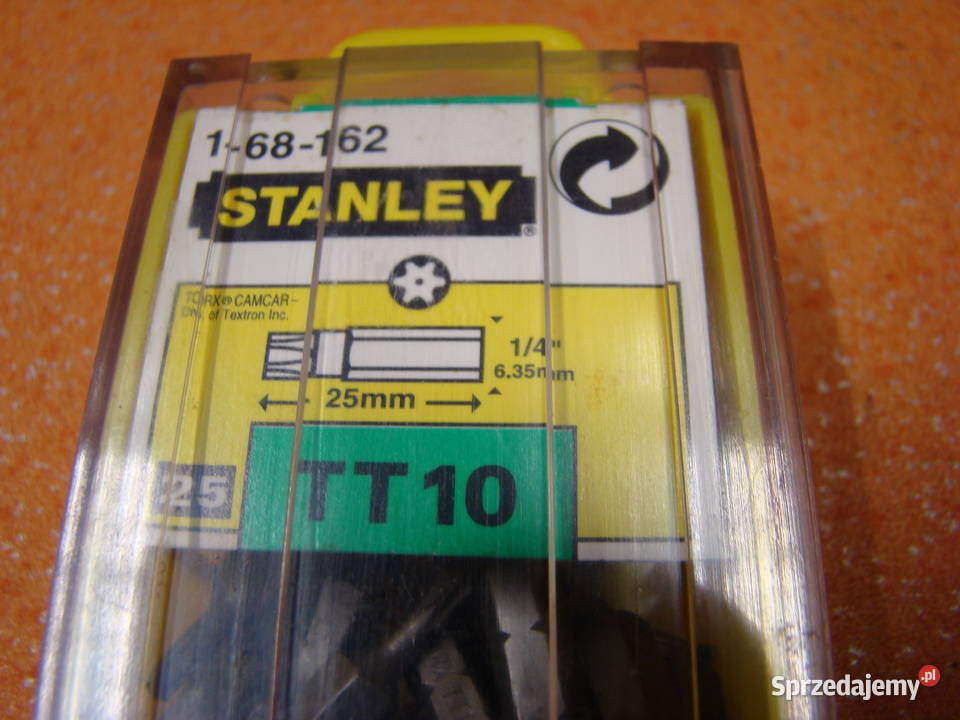 1-68-162
STANLEY®
TORX® CAMCAR-
Div. of Textron Inc.
1/4"
6.35mm
25mm
25
TT10
Sprzedajemy.pl